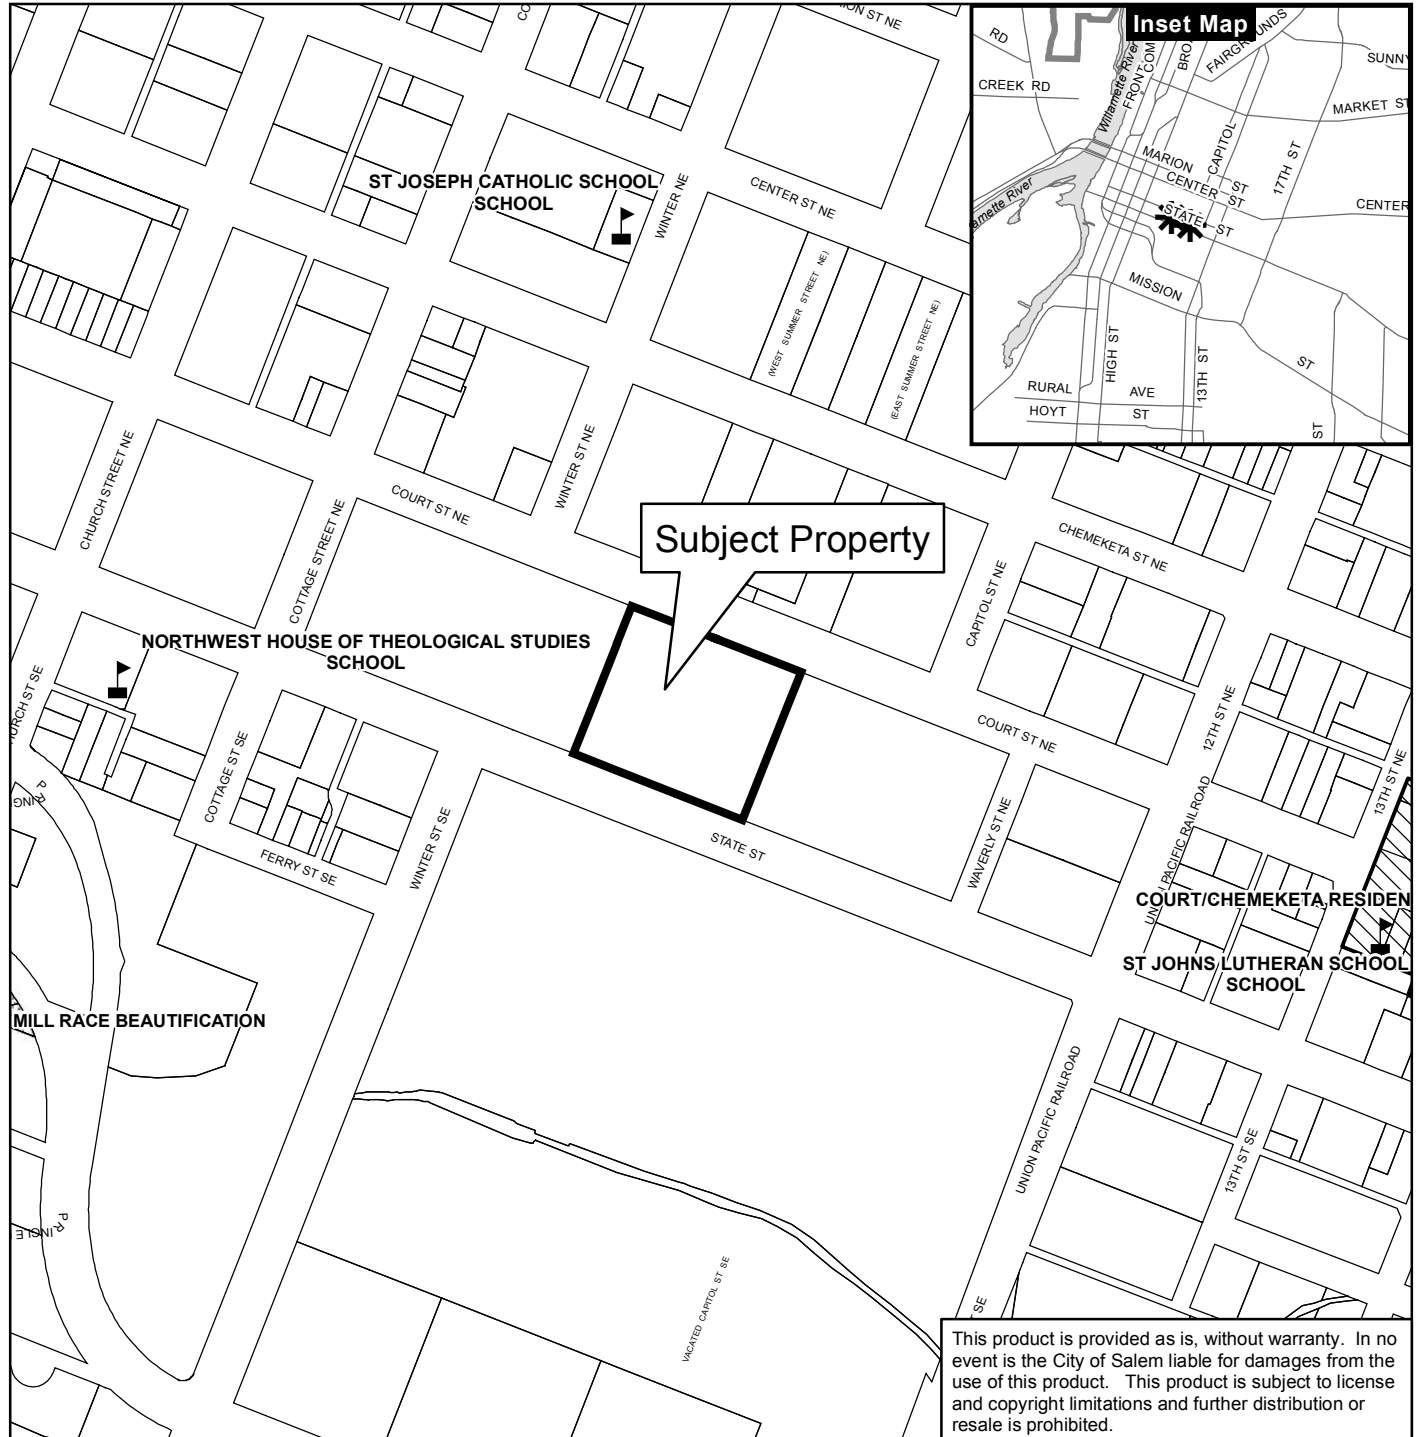 ION ST NE
ST JOSEPH CATHOLIC SCHOOL
SCHOOL
WINTER NE
CENTER ST NE
(WEST SUMMER STREET NE)
(EAST SUMMER STREET NE)
Inset Map
RD
CREEK RD
Willamette River
FRONT
COM
BRO
FAIRGROUNDS
SUNNY
MARKET ST
CAPITOL
17TH ST
MARION
ST
CENTER
ST
CENTER
STATE
ST
amette River
MISSION
HIGH ST
13TH ST
ST
RURAL
AVE
HOYT
ST
ST
CHURCH STREET NE
COTTAGE STREET NE
COURT ST NE
WINTER ST NE
Subject Property
CHEMEKETA ST NE
CAPITOL ST NE
NORTHWEST HOUSE OF THEOLOGICAL STUDIES
SCHOOL
URCH ST SE
COTTAGE ST SE
COURT ST NE
12TH ST NE
13TH ST NE
FERRY ST SE
WINTER ST SE
STATE ST
WAVERLY ST NE
UNION PACIFIC RAILROAD
COURT/CHEMEKETA RESIDEN
ST JOHNS LUTHERAN SCHOOL
SCHOOL
PRINGL
MILL RACE BEAUTIFICATION
UNION PACIFIC RAILROAD
13TH ST SE
PRINGLE
VACATED CAPITOL ST SE
SE
This product is provided as is, without warranty. In no
event is the City of Salem liable for damages from the
use of this product. This product is subject to license
and copyright limitations and further distribution or
resale is prohibited.